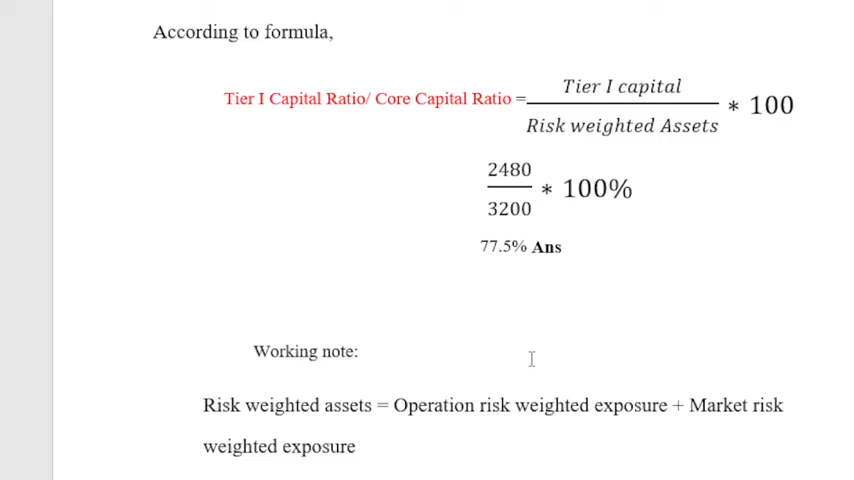 According to formula,
Tier I Capital Ratio/ Core Capital Ratio = Tier I capital / Risk weighted Assets * 100
2480 / 3200 * 100%
77.5% Ans
Working note:
Risk weighted assets = Operation risk weighted exposure + Market risk
weighted exposure